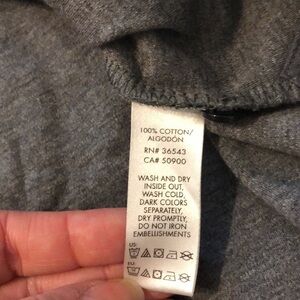 100% COTTON/
ALGODÓN
RN# 36543
CA# 50900
WASH AND DRY
INSIDE OUT,
WASH COLD,
DARK COLORS
SEPARATELY,
DRY PROMPTLY,
DO NOT IRON
EMBELLISHMENTS
US:
EU: